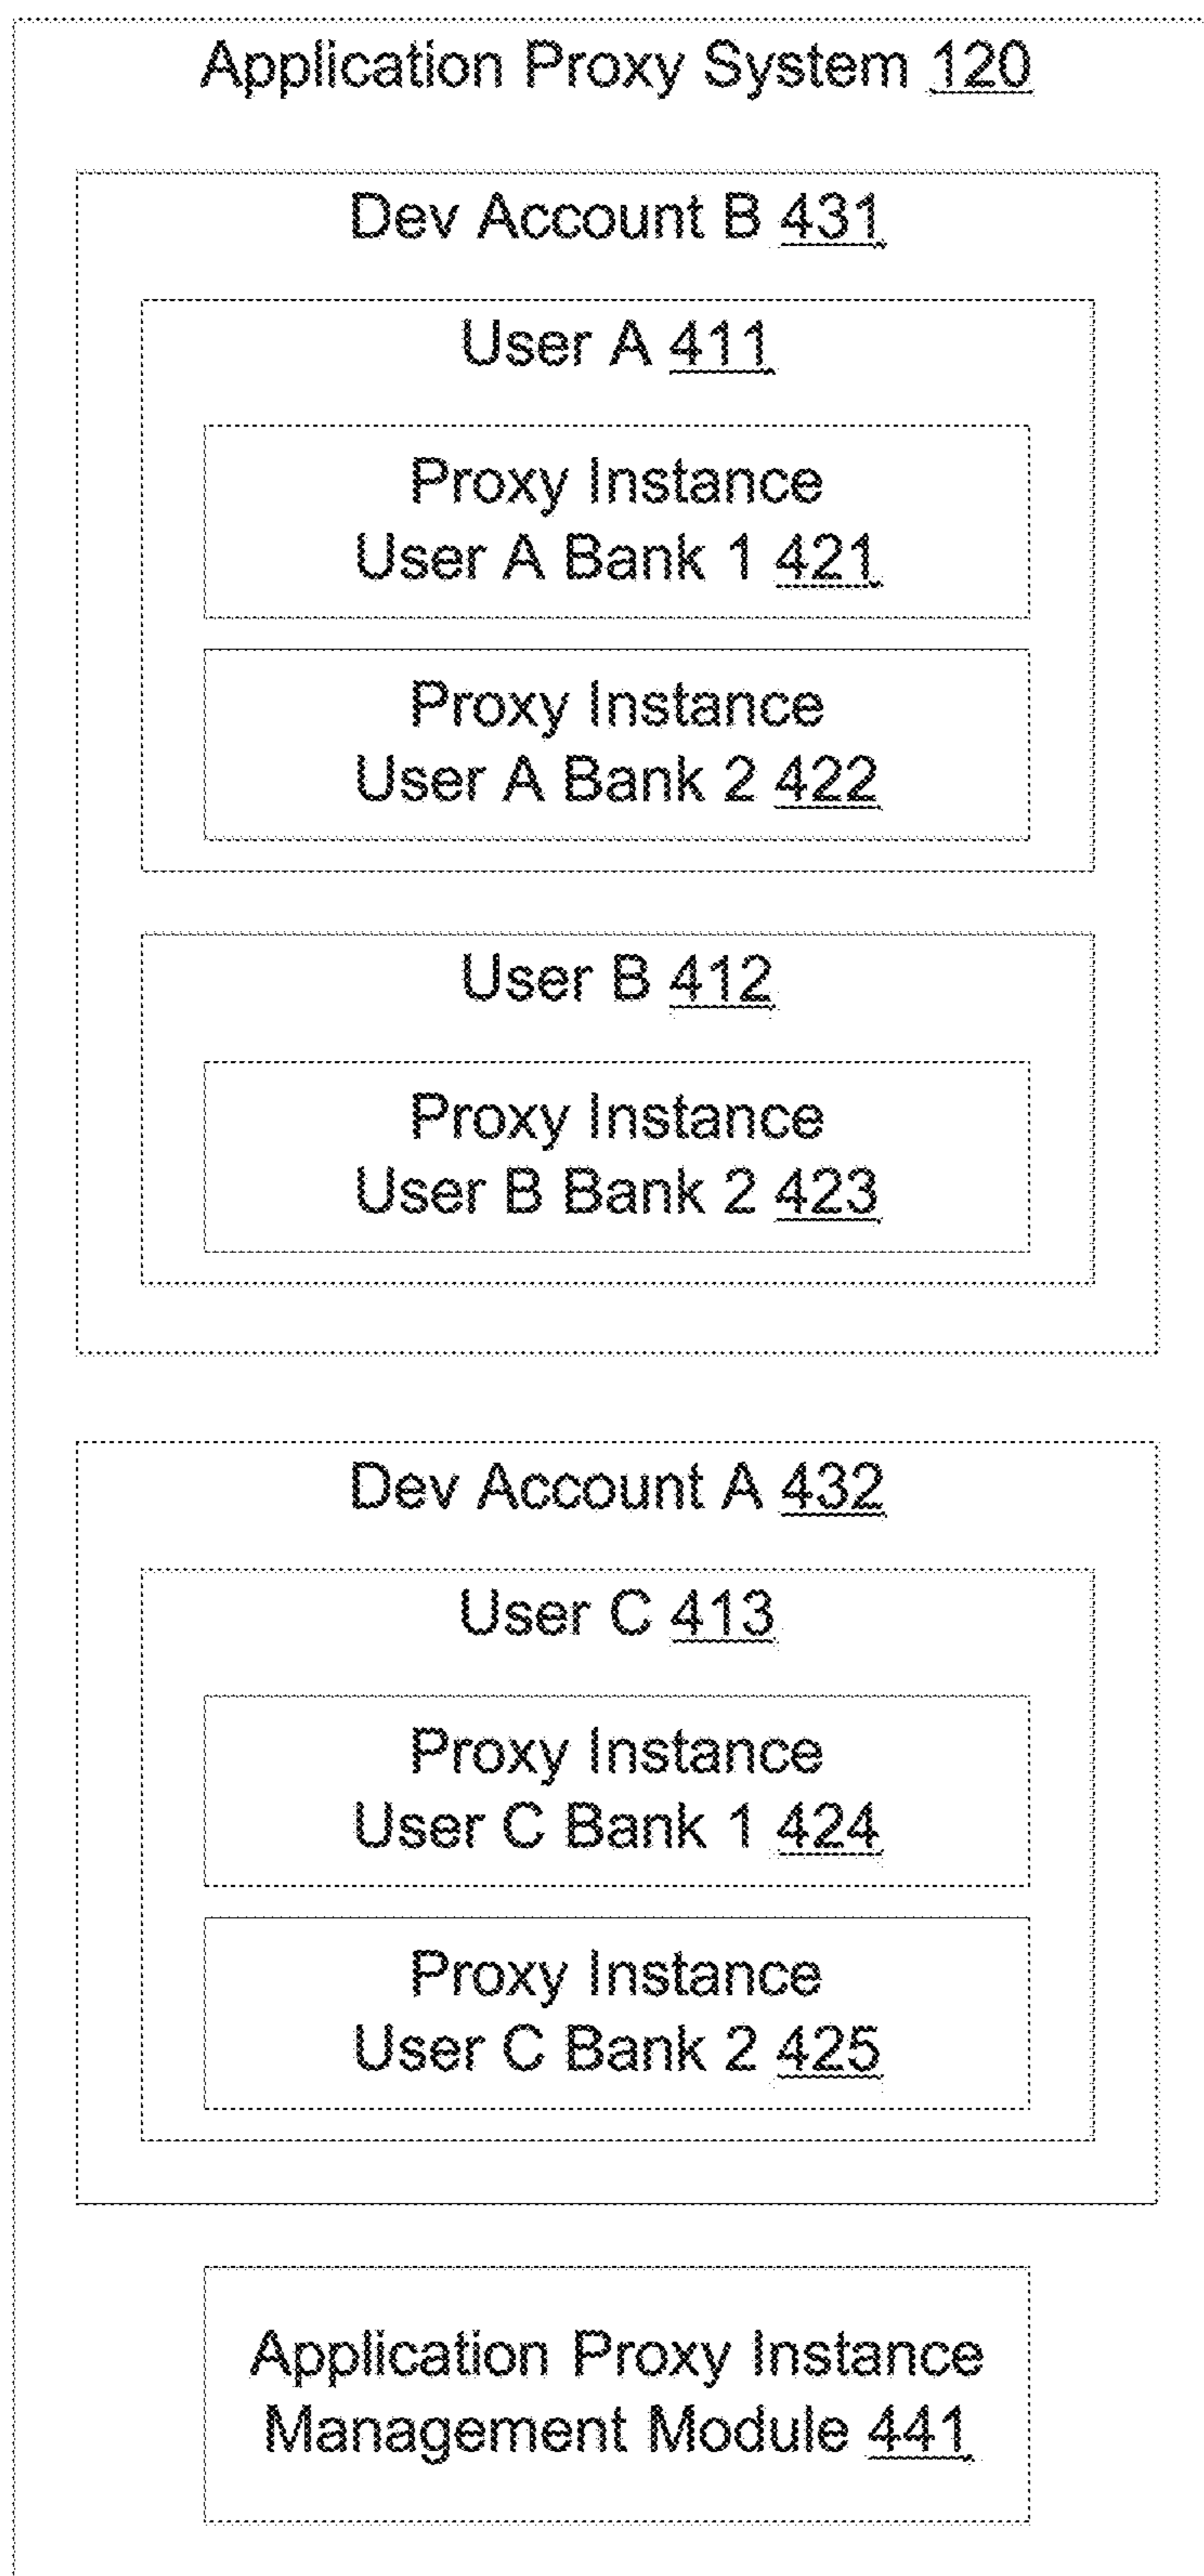 Application Proxy System 120
Dev Account B 431
User A 411
Proxy Instance
User A Bank 1 421
Proxy Instance
User A Bank 2 422
User B 412
Proxy Instance
User B Bank 2 423
Dev Account A 432
User C 413
Proxy Instance
User C Bank 1 424
Proxy Instance
User C Bank 2 425
Application Proxy Instance
Management Module 441